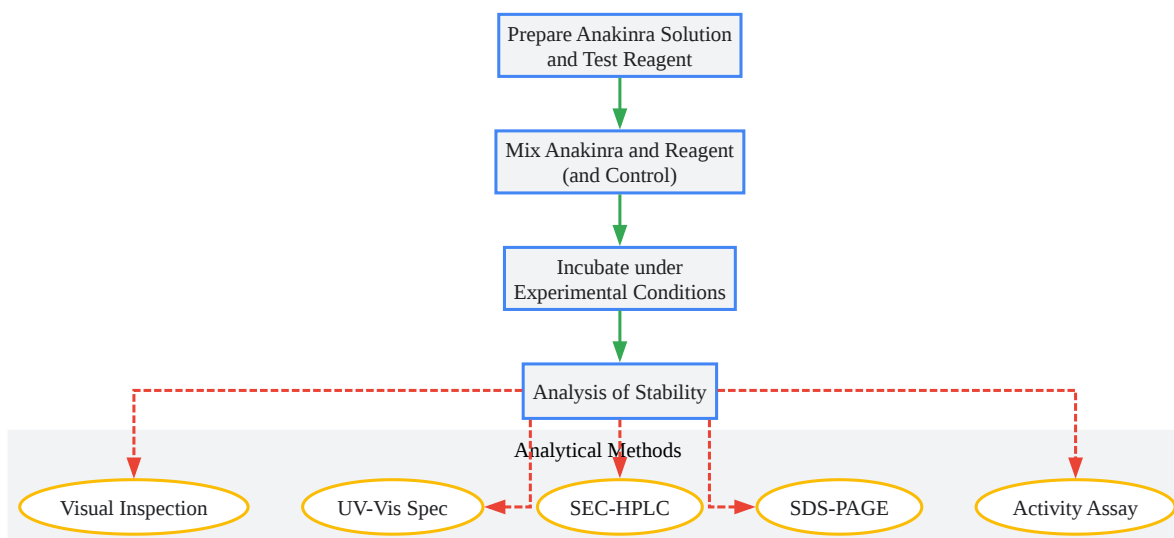 Prepare Anakinra Solution
and Test Reagent
Mix Anakinra and Reagent
(and Control)
Incubate under
Experimental Conditions
Analysis of Stability
Analytical Methods
Visual Inspection
UV-Vis Spec
SEC-HPLC
SDS-PAGE
Activity Assay